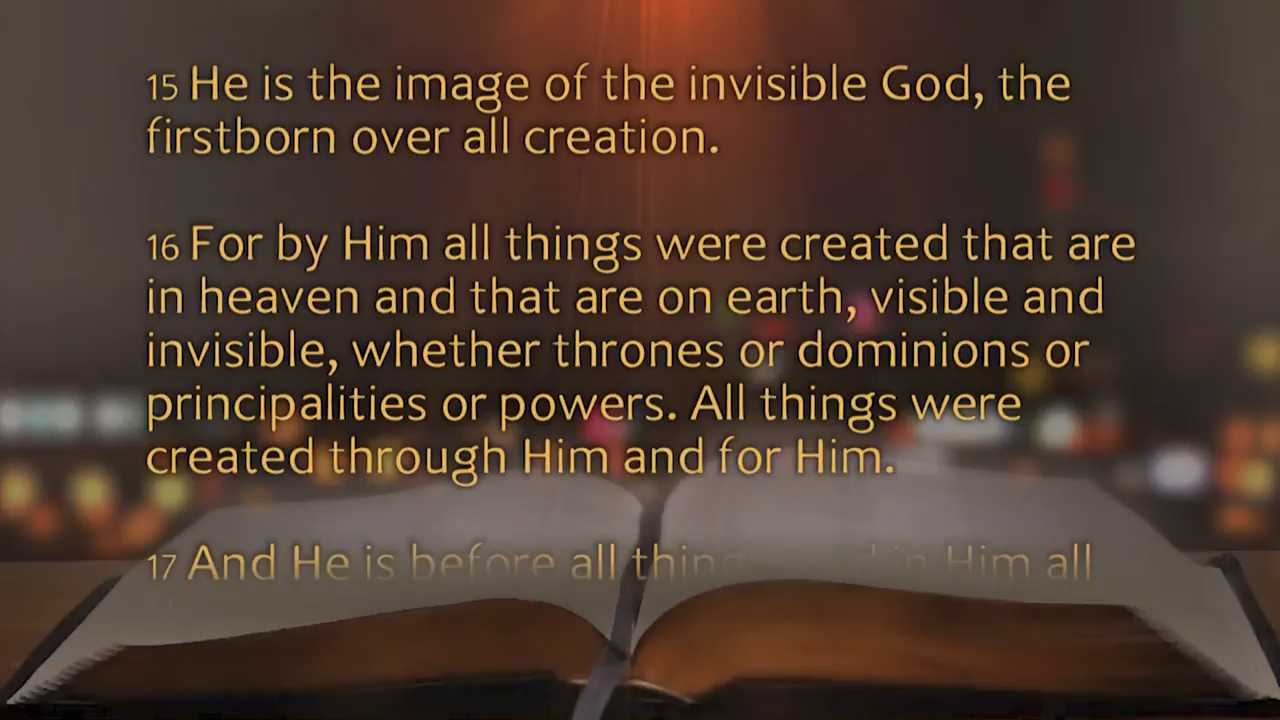 15 He is the image of the invisible God, the
firstborn over all creation.
16 For by Him all things were created that are
in heaven and that are on earth, visible and
invisible, whether thrones or dominions or
principalities or powers. All things were
created through Him and for Him.
17 And He is before all in Him all